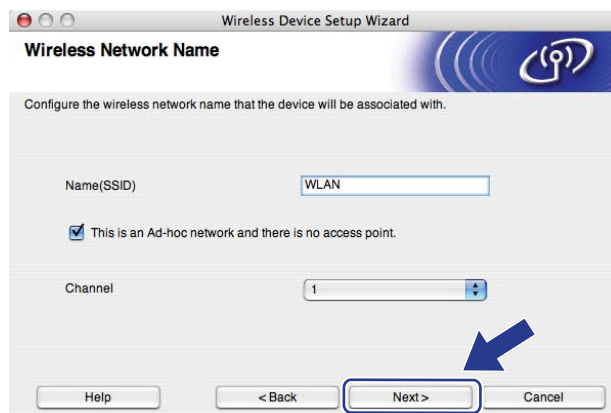 Wireless Device Setup Wizard
Wireless Network Name
Configure the wireless network name that the device will be associated with.
Name(SSID)
WLAN
This is an Ad-hoc network and there is no access point.
Channel
1
Help
< Back
Next >
Cancel